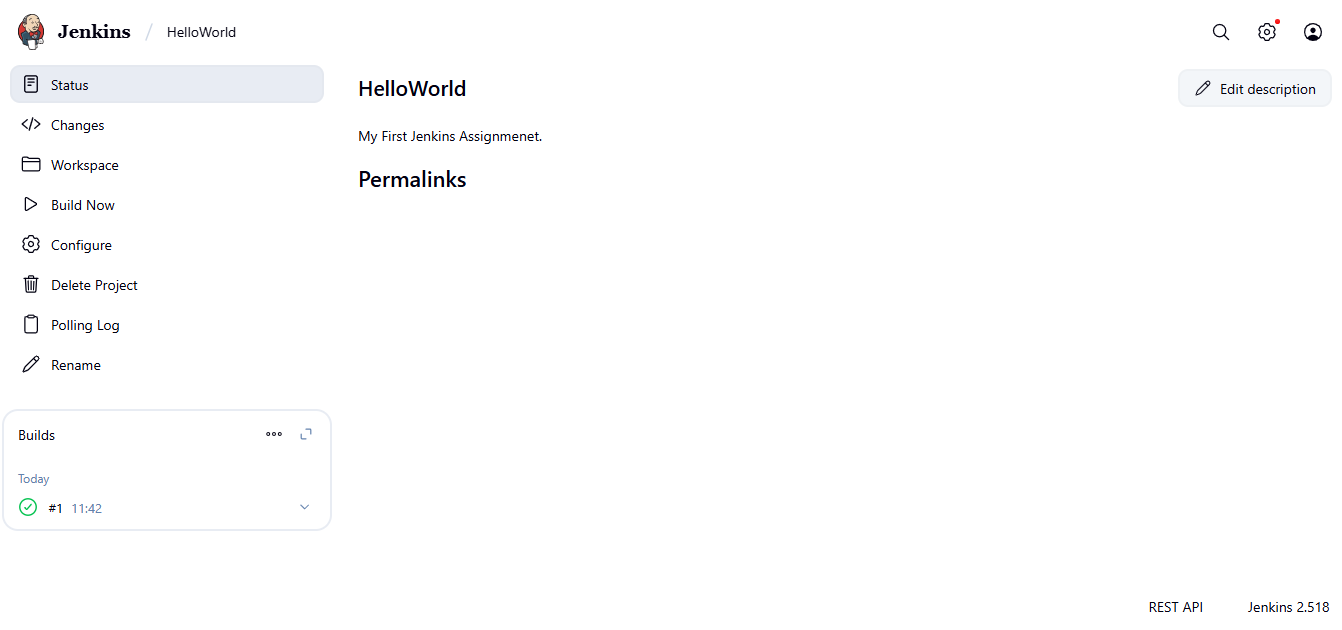 Jenkins / HelloWorld
Status
Changes
Workspace
Build Now
Configure
Delete Project
Polling Log
Rename
Builds
Today
#1 11:42
HelloWorld
Edit description
My First Jenkins Assignmenet.
Permalinks
REST API
Jenkins 2.518